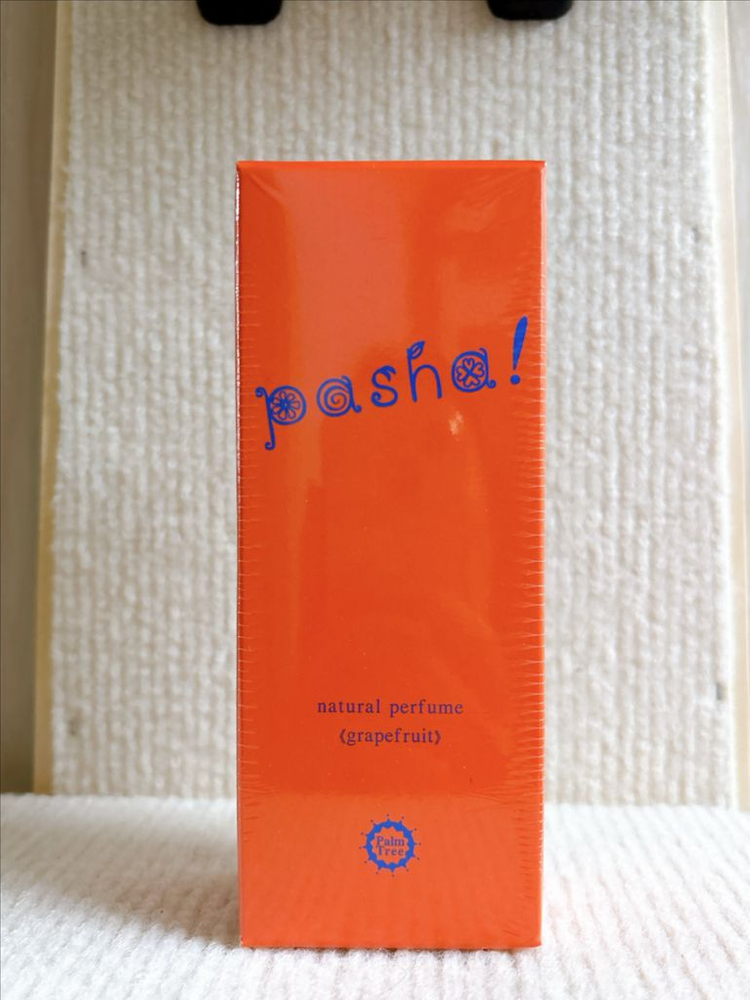 pasha!
natural perfume
《grapefruit》
Palm
Tree